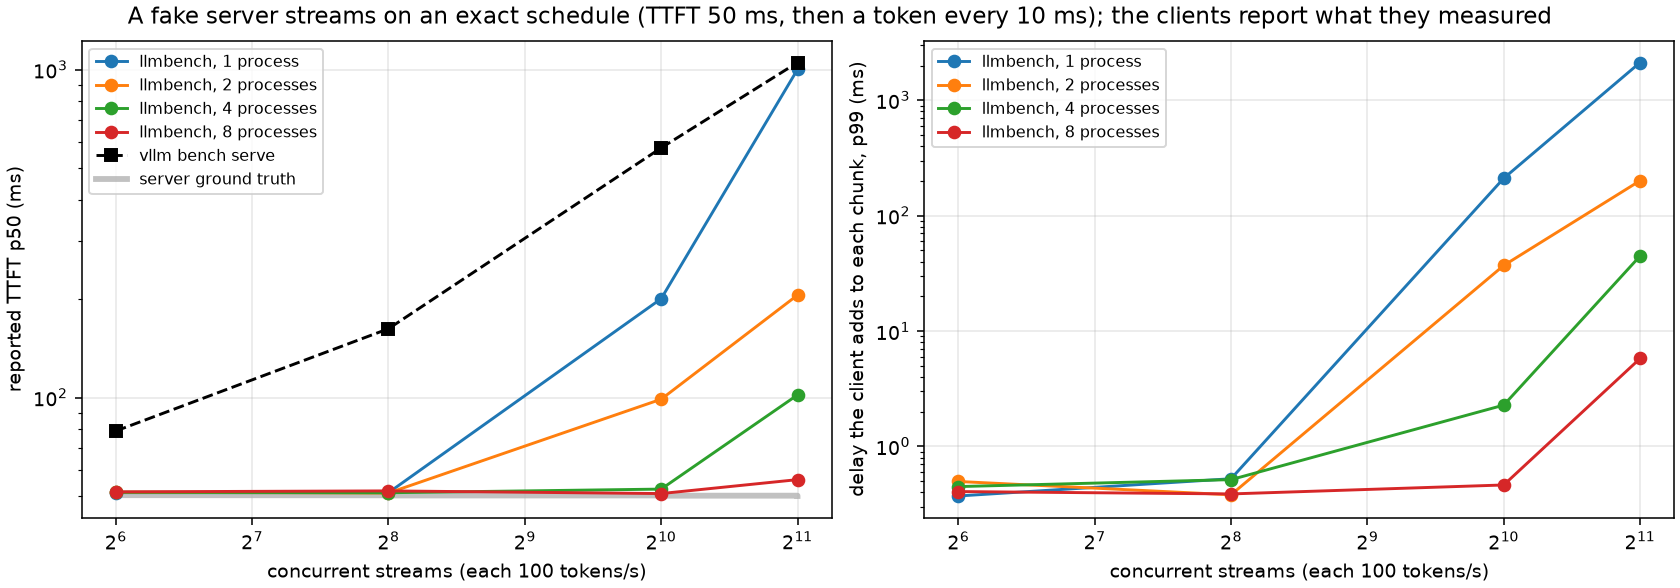 A fake server streams on an exact schedule (TTFT 50 ms, then a token every 10 ms); the clients report what they measured
reported TTFT p50 (ms)
10³
10²
llmbench, 1 process
llmbench, 2 processes
llmbench, 4 processes
llmbench, 8 processes
vllm bench serve
server ground truth
2⁶
2⁷
2⁸
2⁹
2¹⁰
2¹¹
concurrent streams (each 100 tokens/s)
delay the client adds to each chunk, p99 (ms)
10³
10²
10¹
10⁰
llmbench, 1 process
llmbench, 2 processes
llmbench, 4 processes
llmbench, 8 processes
2⁶
2⁷
2⁸
2⁹
2¹⁰
2¹¹
concurrent streams (each 100 tokens/s)